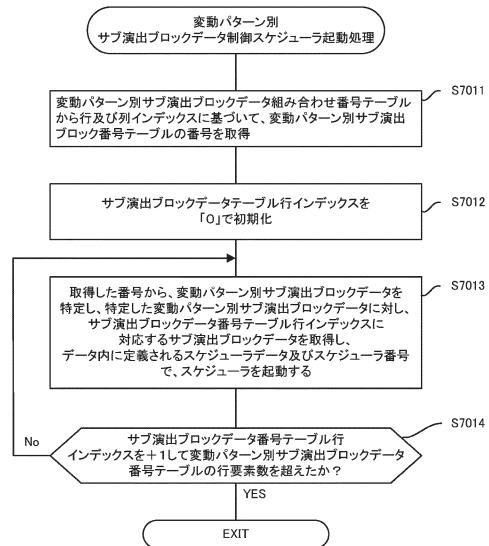 変動パターン別
サブ演出ブロックデータ制御スケジューラ起動処理
S7011
変動パターン別サブ演出ブロックデータ組み合わせ番号テーブル
から行及び列インデックスに基づいて、変動パターン別サブ演出
ブロック番号テーブルの番号を取得
S7012
サブ演出ブロックデータテーブル行インデックスを
「0」で初期化
S7013
取得した番号から、変動パターン別サブ演出ブロックデータを
特定し、特定した変動パターン別サブ演出ブロックデータに対し、
サブ演出ブロックデータ番号テーブル行インデックスに
対応するサブ演出ブロックデータを取得し、
データ内に定義されるスケジューラデータ及びスケジューラ番号
で、スケジューラを起動する
S7014
No
サブ演出ブロックデータ番号テーブル行
インデックスを+1して変動パターン別サブ演出ブロックデータ
番号テーブルの行要素数を超えたか?
YES
EXIT